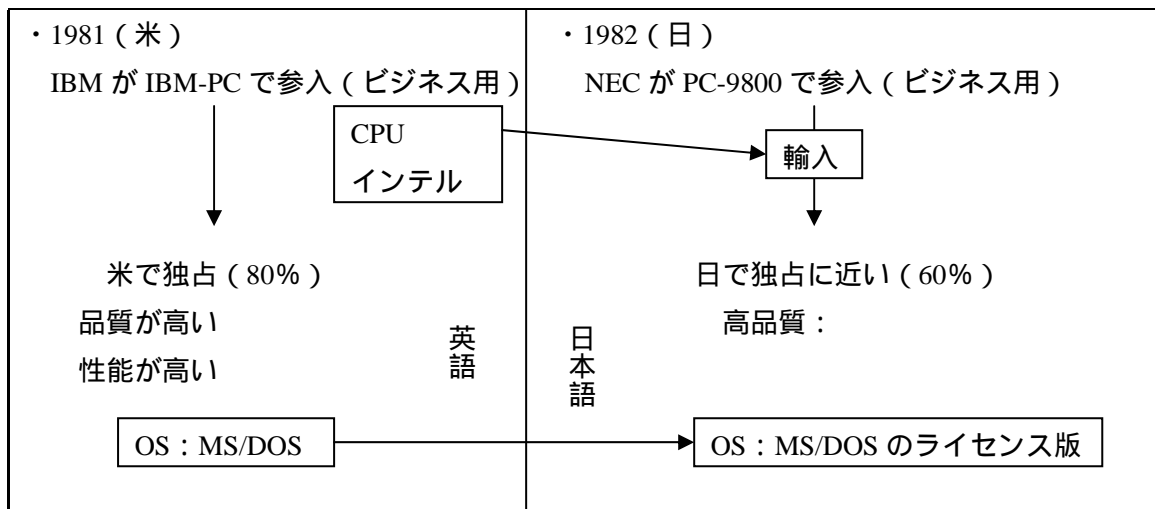 ・1981（米）
IBM が IBM-PC で参入（ビジネス用）
CPU
インテル
米で独占（80%）
品質が高い
性能が高い
英語
OS：MS/DOS
・1982（日）
NEC が PC-9800 で参入（ビジネス用）
輸入
日で独占に近い（60%）
高品質：
日本語
OS：MS/DOS のライセンス版